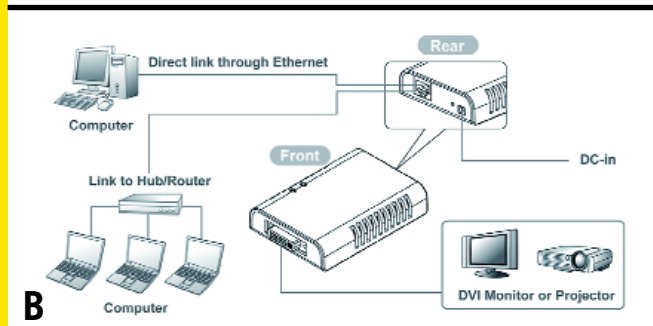 Rear
Direct link through Ethernet
Computer
Front
DC-in
Link to Hub/Router
DVI Monitor or Projector
B
Computer